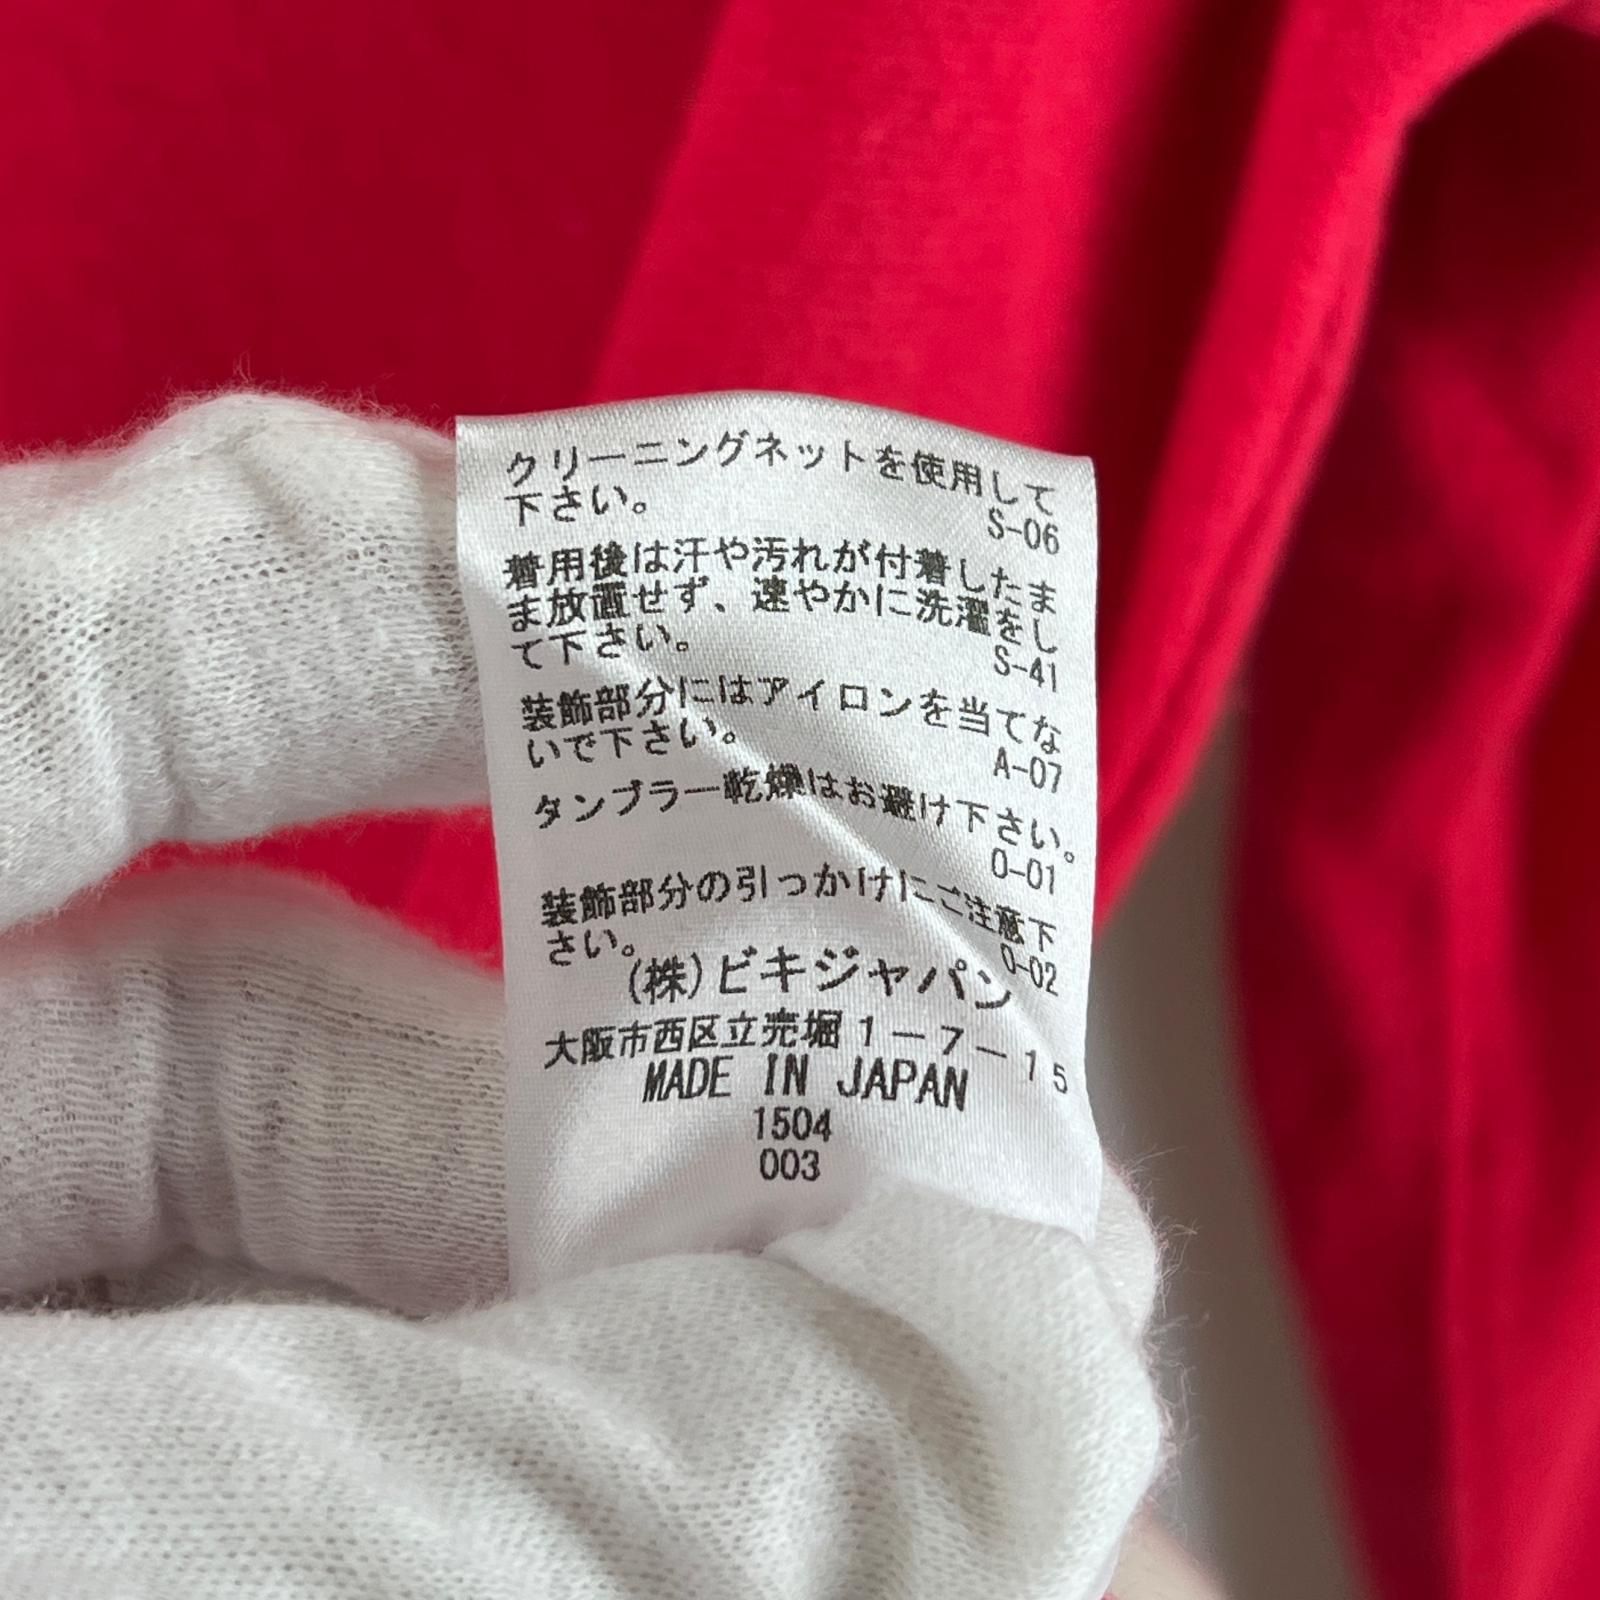 クリーニングネットを使用して
下さい。 S-06
着用後は汗や汚れが付着したま
ま放置せず、速やかに洗濯をし
て下さい。 S-41
装飾部分にはアイロンを当てな
いで下さい。 A-07
タンブラー乾燥はお避け下さい。
O-01
装飾部分の引っかけにご注意下
さい。 O-02
(株)ビキジャパン
大阪市西区立売堀1-7-15
MADE IN JAPAN
1504
003